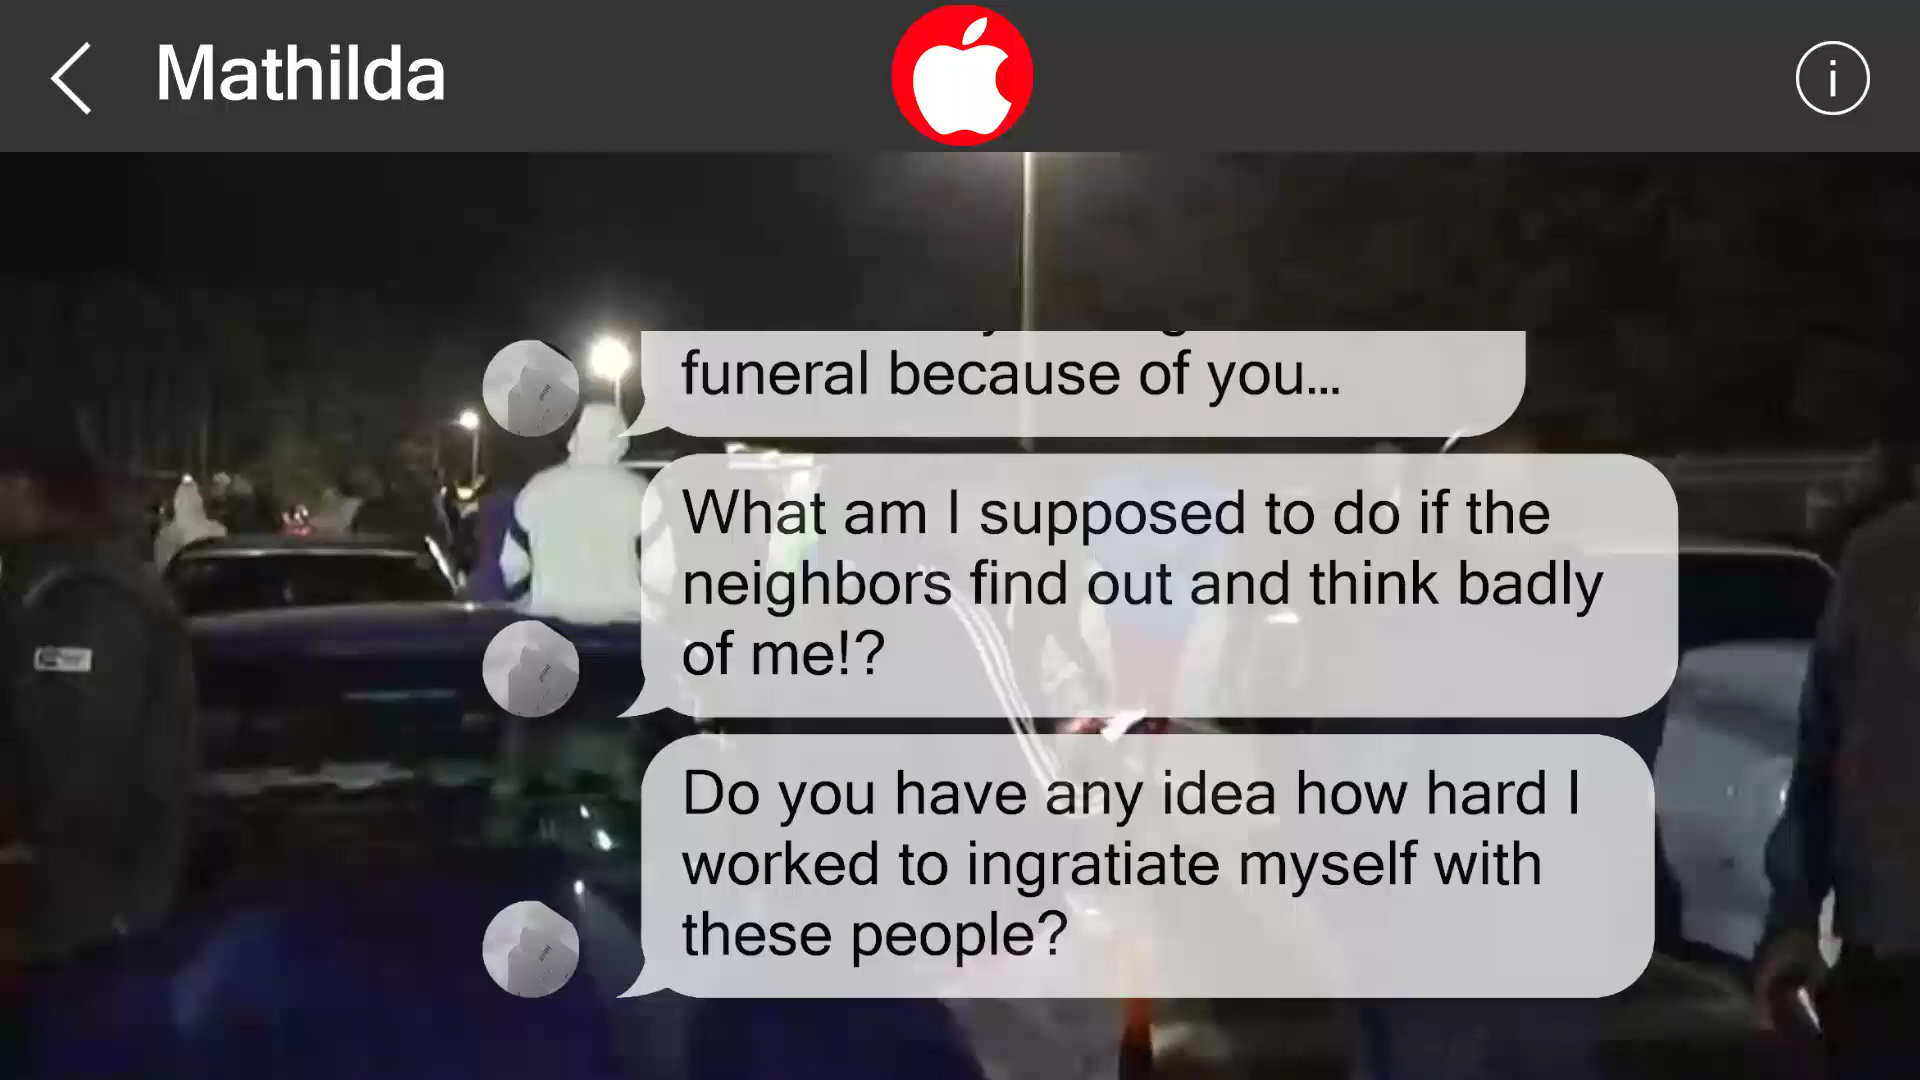 Mathilda
funeral because of you...
What am I supposed to do if the
neighbors find out and think badly
of me!?
Do you have any idea how hard I
worked to ingratiate myself with
these people?